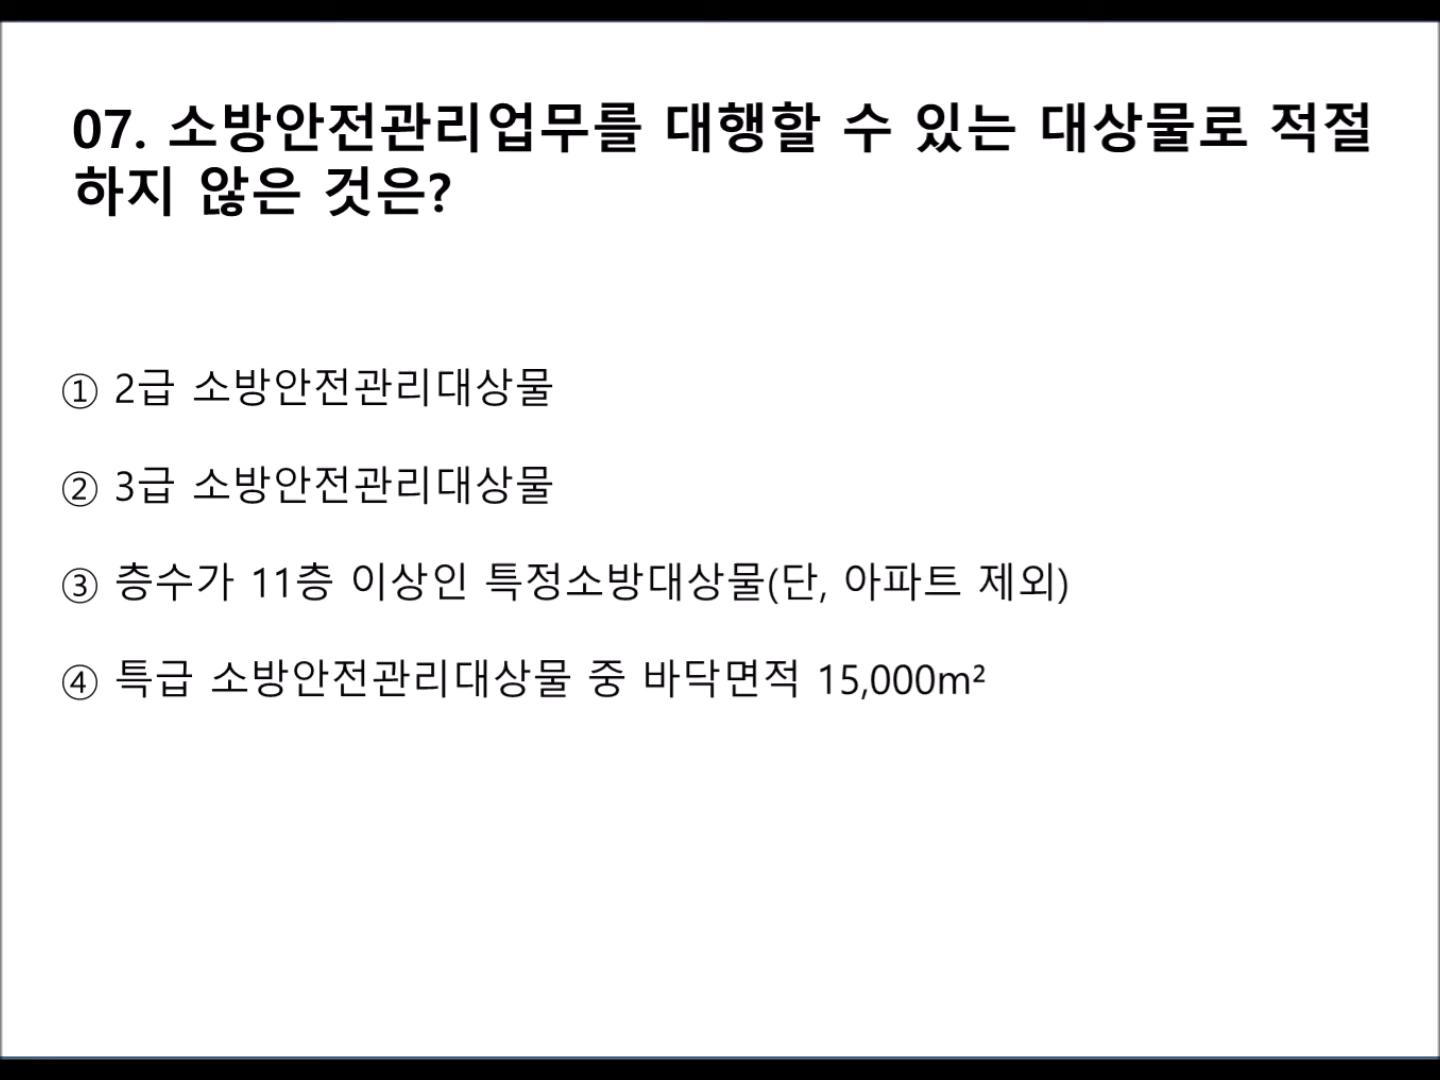 07. 소방안전관리업무를 대행할 수 있는 대상물로 적절
하지 않은 것은?
① 2급 소방안전관리대상물
② 3급 소방안전관리대상물
③ 층수가 11층 이상인 특정소방대상물(단, 아파트 제외)
④ 특급 소방안전관리대상물 중 바닥면적 15,000m²